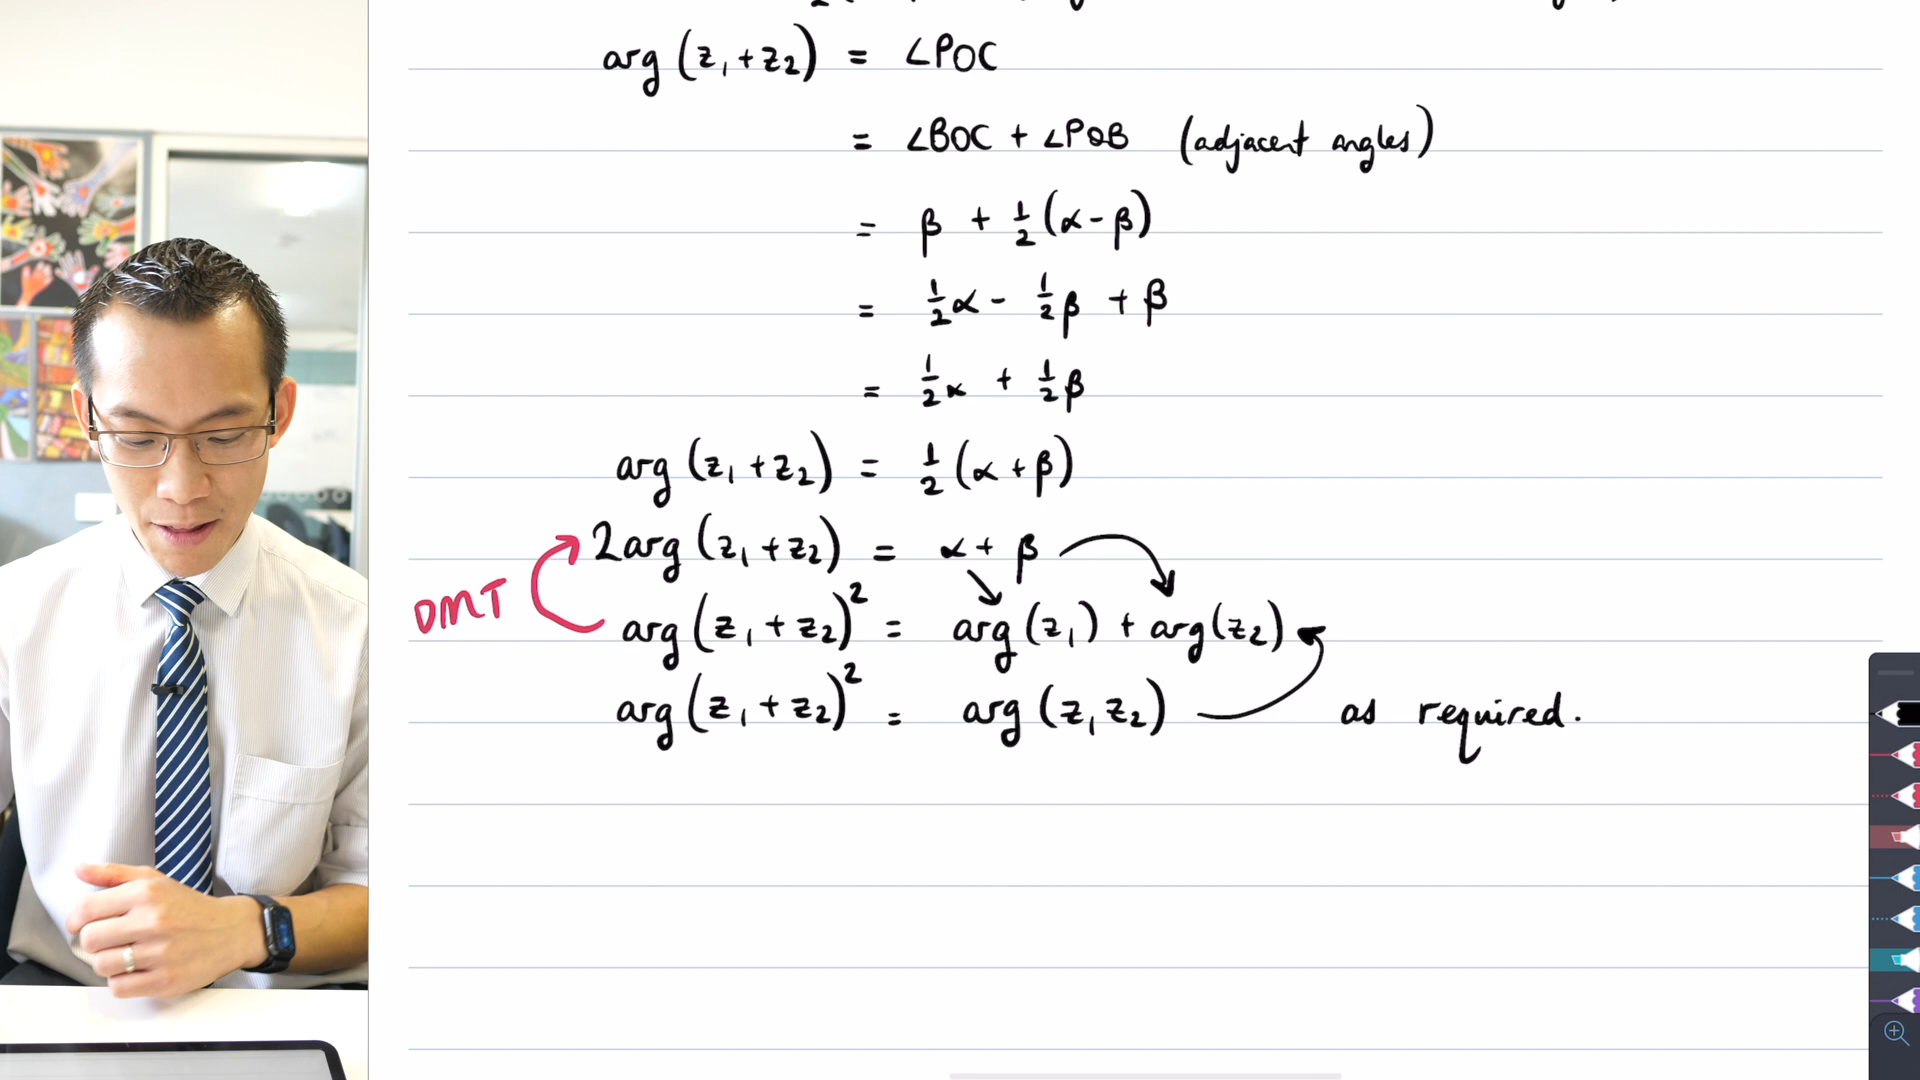 arg (z₁+z₂) = ∠POC
= ∠BOC + ∠POB (adjacent angles)
= β + ½(α-β)
= ½α - ½β + β
= ½α + ½β
arg (z₁+z₂) = ½(α+β)
2arg (z₁+z₂) = α+β
DMT
arg (z₁+z₂)² = arg (z₁) + arg(z₂)
arg (z₁+z₂)² = arg (z₁z₂) as required.